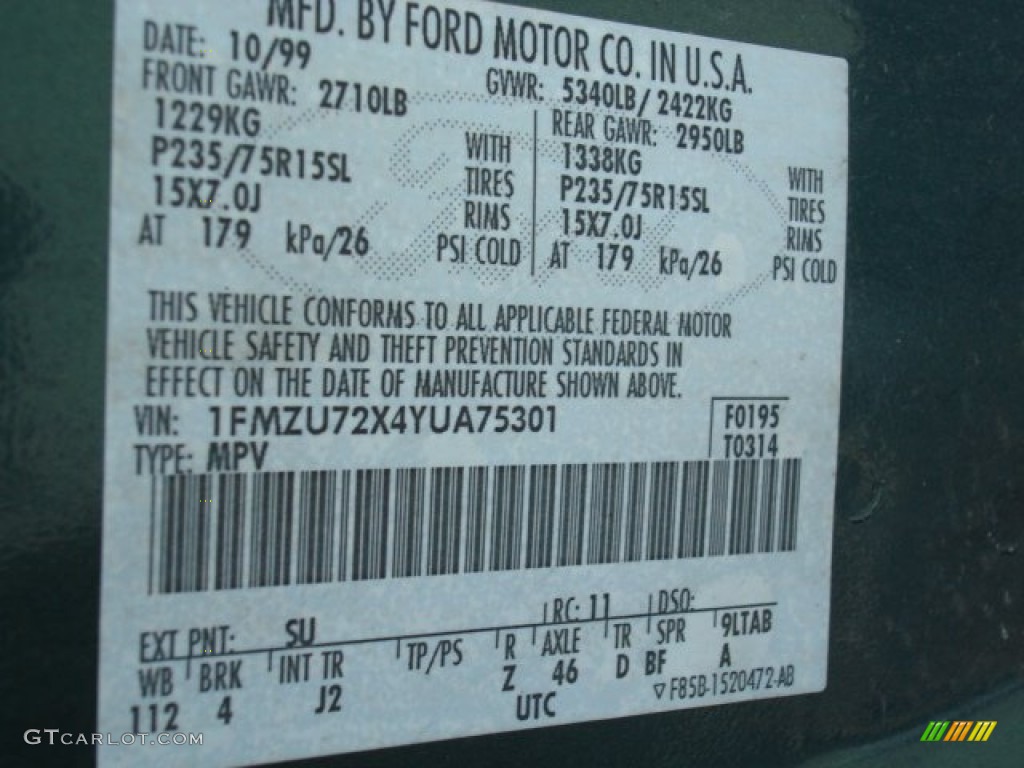 MFD. BY FORD MOTOR CO. IN U.S.A.
DATE: 10/99 GVWR: 5340LB/ 2422KG
FRONT GAWR: 2710LB REAR GAWR: 2950LB
1229KG WITH 1338KG WITH
P235/75R15SL TIRES P235/75R15SL TIRES
15X7.0J RIMS 15X7.0J RIMS
AT 179 kPa/26 PSI COLD AT 179 kPa/26 PSI COLD
THIS VEHICLE CONFORMS TO ALL APPLICABLE FEDERAL MOTOR
VEHICLE SAFETY AND THEFT PREVENTION STANDARDS IN
EFFECT ON THE DATE OF MANUFACTURE SHOWN ABOVE.
VIN: 1FMZU72X4YUA75301 F0195
TYPE: MPV T0314
EXT PNT: SU RC: 11 DSO:
WB BRK INT TR TP/PS R AXLE TR SPR 9LTAB
112 4 J2 Z 46 D BF A
UTC ▽F85B-1520472-AB
GTCARLOT.COM